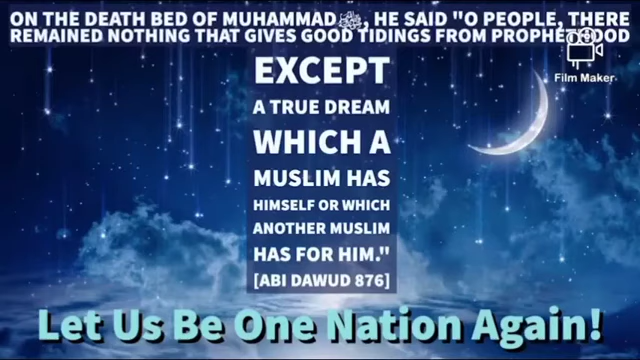 ON THE DEATH BED OF MUHAMMADﷺ, HE SAID "O PEOPLE, THERE
REMAINED NOTHING THAT GIVES GOOD TIDINGS FROM PROPHETHOOD
Film Maker
EXCEPT
A TRUE DREAM
WHICH A
MUSLIM HAS
HIMSELF OR WHICH
ANOTHER MUSLIM
HAS FOR HIM."
[ABI DAWUD 876]
Let Us Be One Nation Again!